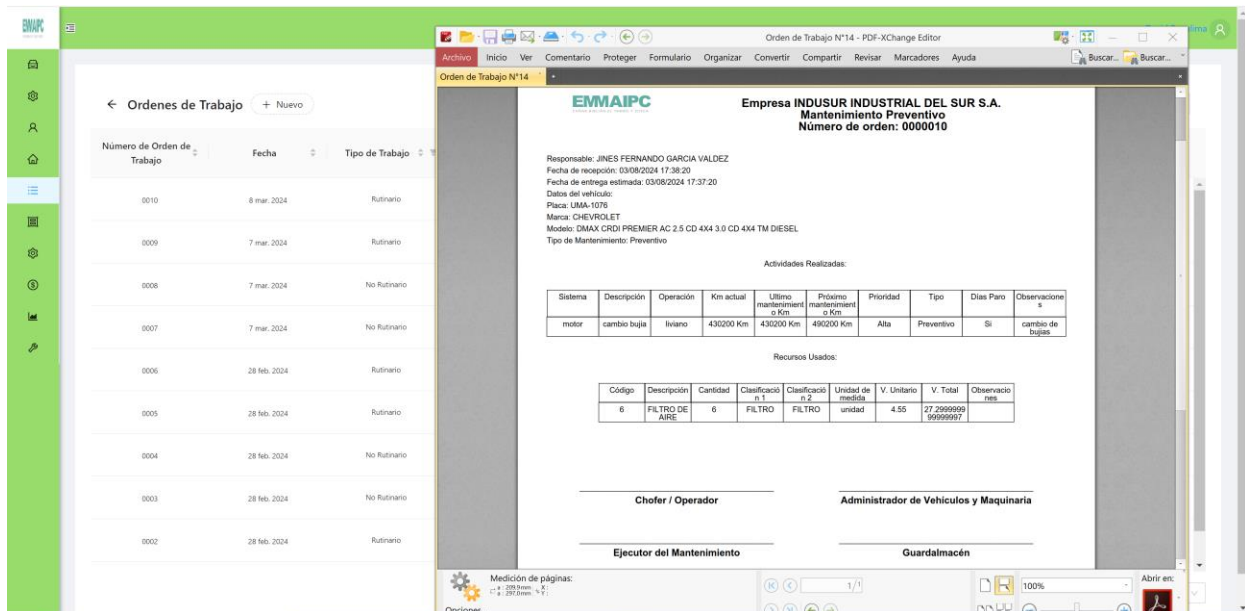 EMMAIPC
Ordenes de Trabajo
+ Nuevo
Número de Orden de Trabajo Fecha Tipo de Trabajo
0010 8 mar. 2024 Rutinario
0009 7 mar. 2024 Rutinario
0008 7 mar. 2024 No Rutinario
0007 7 mar. 2024 No Rutinario
0006 28 feb. 2024 Rutinario
0005 28 feb. 2024 Rutinario
0004 28 feb. 2024 No Rutinario
0003 28 feb. 2024 No Rutinario
0002 28 feb. 2024 Rutinario
Orden de Trabajo N°14 - PDF-XChange Editor
Archivo Inicio Ver Comentario Proteger Formulario Organizar Convertir Compartir Revisar Marcadores Ayuda Buscar... Buscar...
Orden de Trabajo N°14
EMMAIPC
Empresa INDUSUR INDUSTRIAL DEL SUR S.A.
Mantenimiento Preventivo
Número de orden: 0000010
Responsable: JINES FERNANDO GARCIA VALDEZ
Fecha de recepción: 03/08/2024 17:38:20
Fecha de entrega estimada: 03/08/2024 17:37:20
Datos del vehículo:
Placa: UMA-1076
Marca: CHEVROLET
Modelo: DMAX CRDI PREMIER AC 2.5 CD 4X4 3.0 CD 4X4 TM DIESEL
Tipo de Mantenimiento: Preventivo
Actividades Realizadas:
Sistema Descripción Operación Km actual Ultimo mantenimiento Km Próximo mantenimiento Km Prioridad Tipo Días Paro Observaciones
motor cambio bujia liviano 430200 Km 430200 Km 490200 Km Alta Preventivo Si cambio de bujias
Recursos Usados:
Código Descripción Cantidad Clasificación 1 Clasificación 2 Unidad de medida V. Unitario V. Total Observaciones
6 FILTRO DE AIRE 6 FILTRO FILTRO unidad 4.55 27.299999999999997
Chofer / Operador Administrador de Vehiculos y Maquinaria
Ejecutor del Mantenimiento Guardalmacén
Medición de páginas:
a : 209.9mm X :
a : 297.0mm Y :
Opciones
1/1
100%
Abrir en: